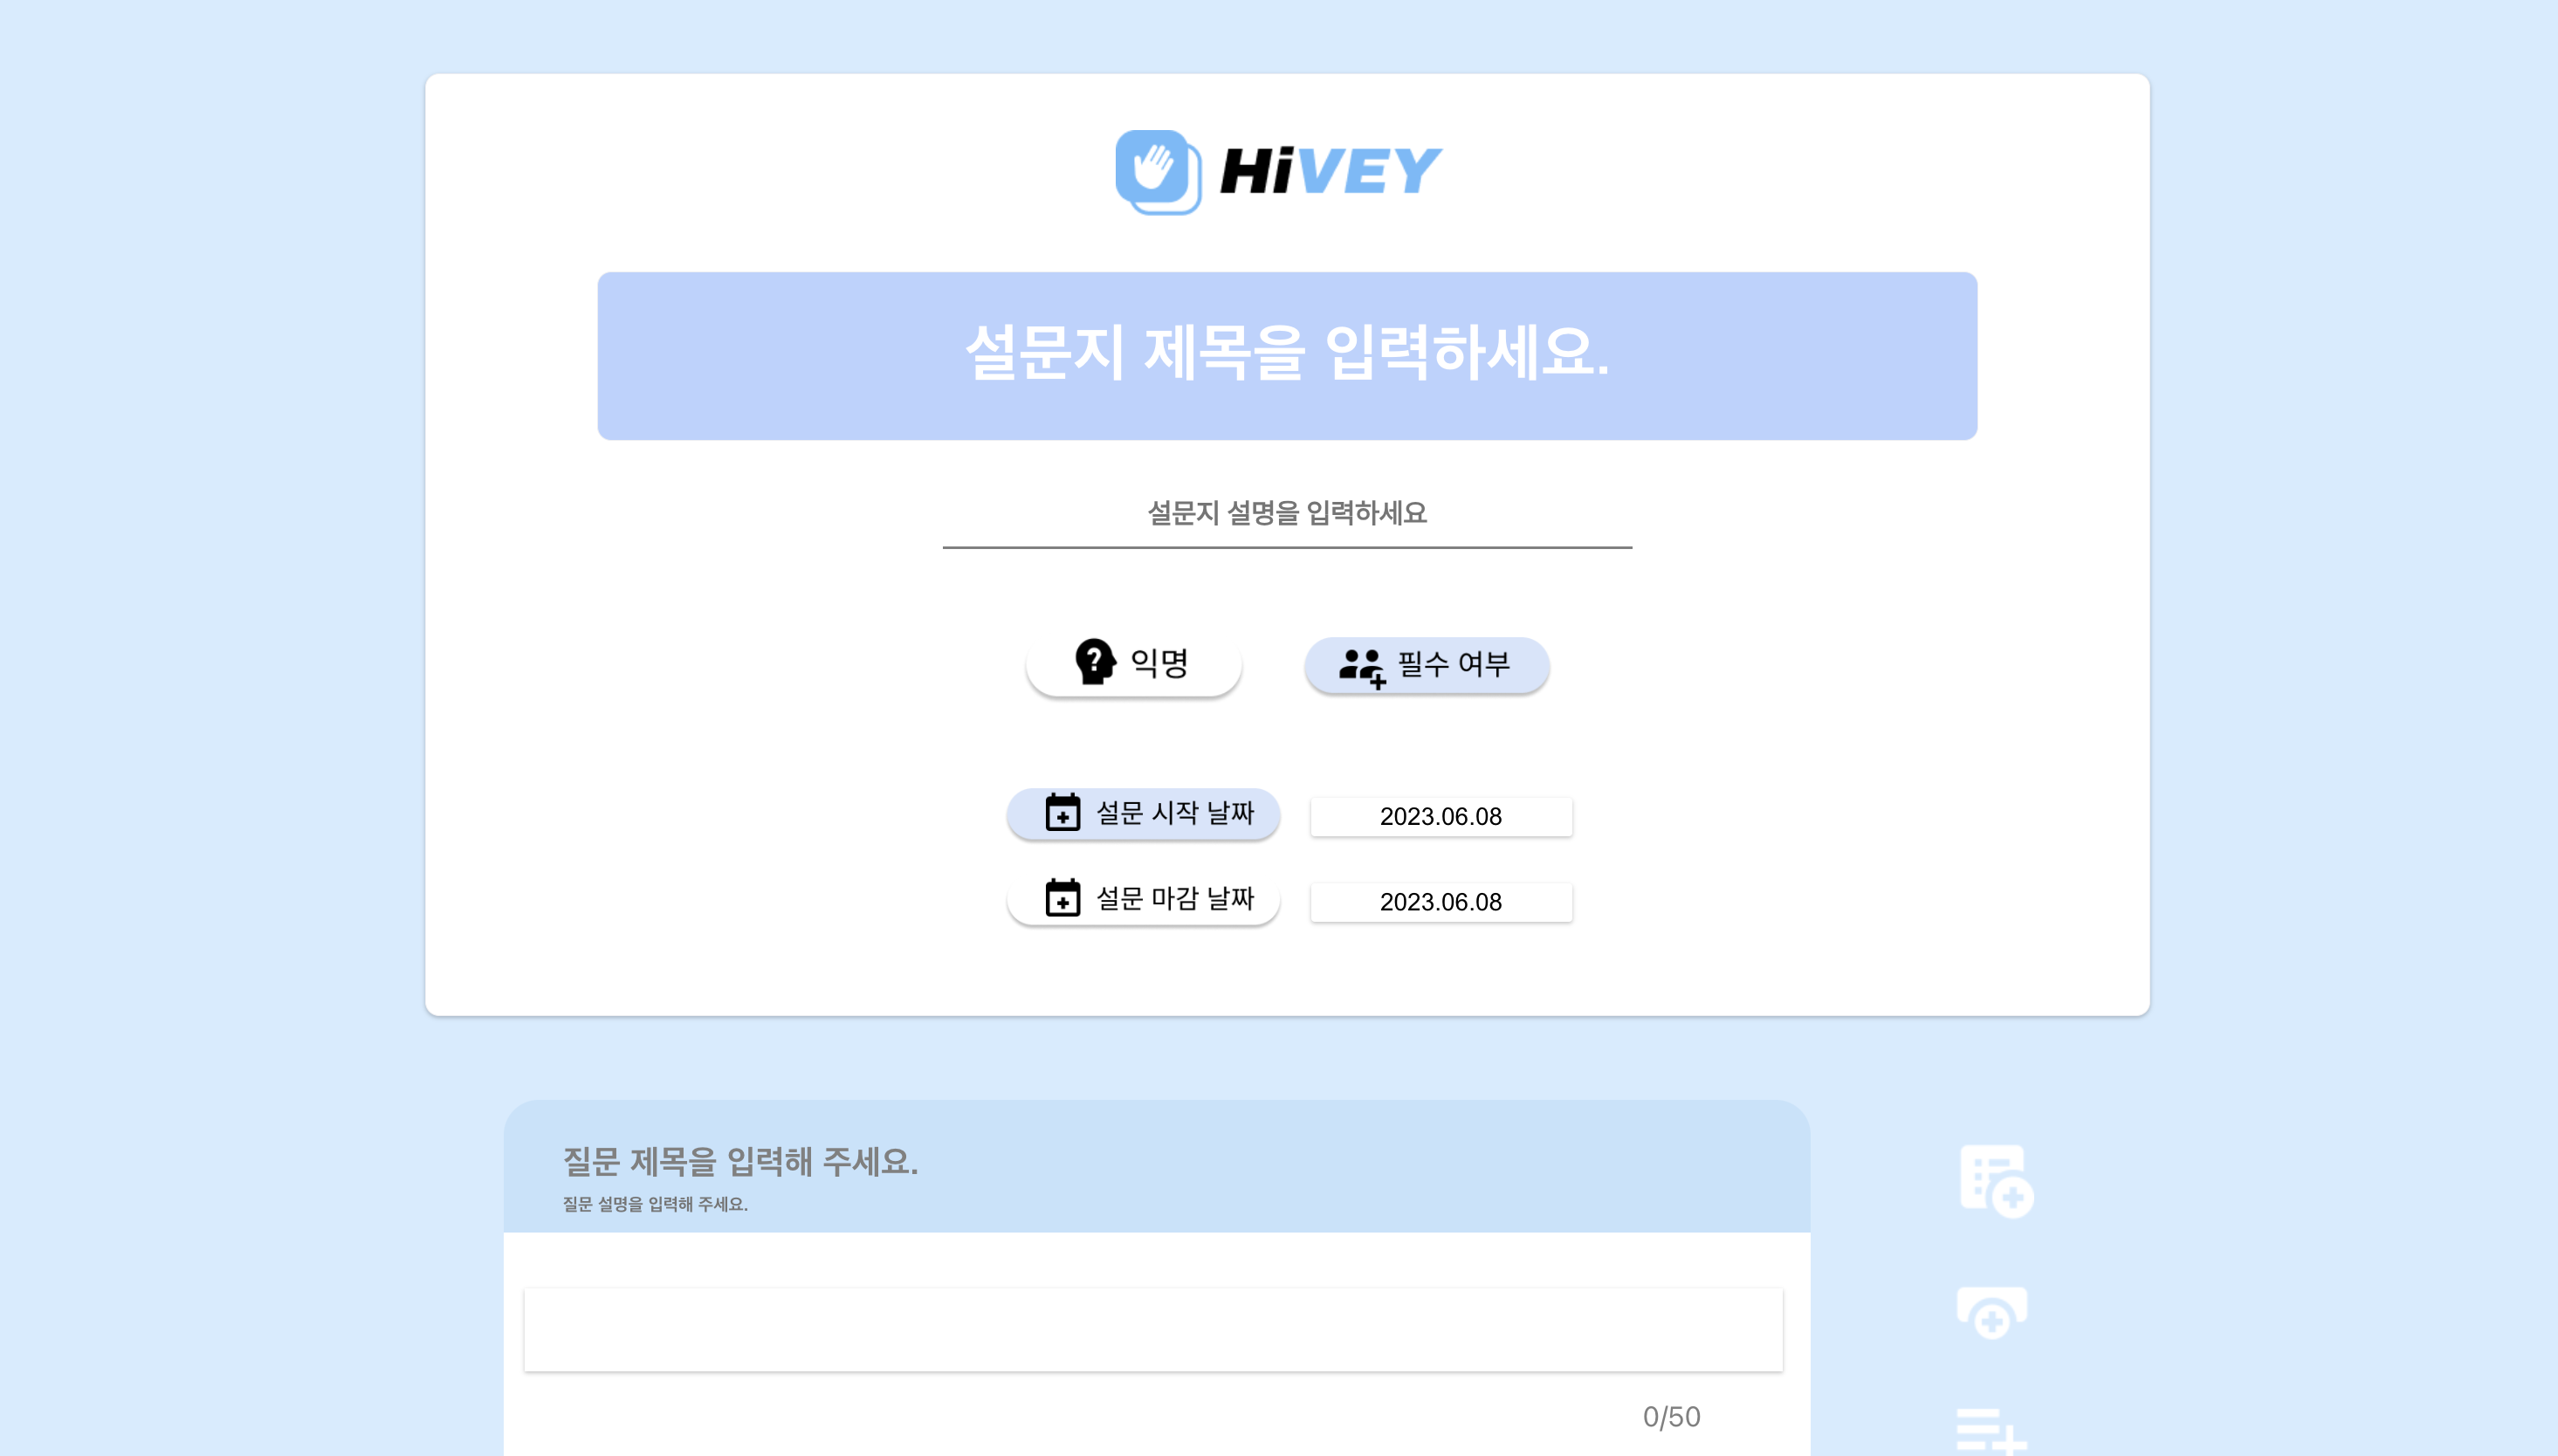 HiVEY
설문지 제목을 입력하세요.
설문지 설명을 입력하세요
익명
필수 여부
설문 시작 날짜
2023.06.08
설문 마감 날짜
2023.06.08
질문 제목을 입력해 주세요.
질문 설명을 입력해 주세요.
0/50